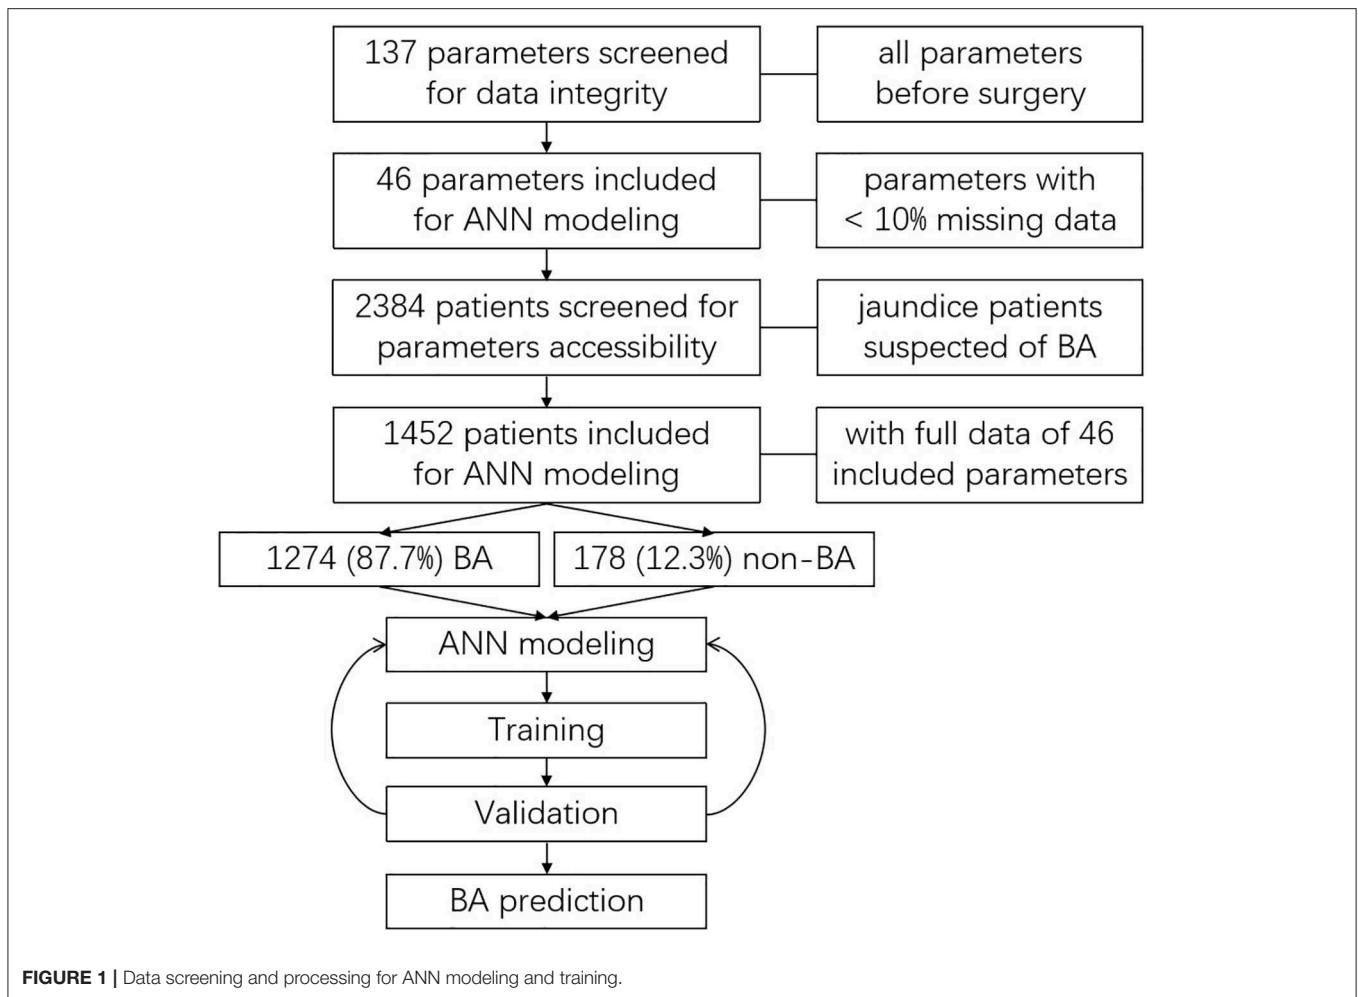 137 parameters screened
for data integrity
all parameters
before surgery
46 parameters included
for ANN modeling
parameters with
< 10% missing data
2384 patients screened for
parameters accessibility
jaundice patients
suspected of BA
1452 patients included
for ANN modeling
with full data of 46
included parameters
1274 (87.7%) BA
178 (12.3%) non-BA
ANN modeling
Training
Validation
BA prediction
FIGURE 1 | Data screening and processing for ANN modeling and training.